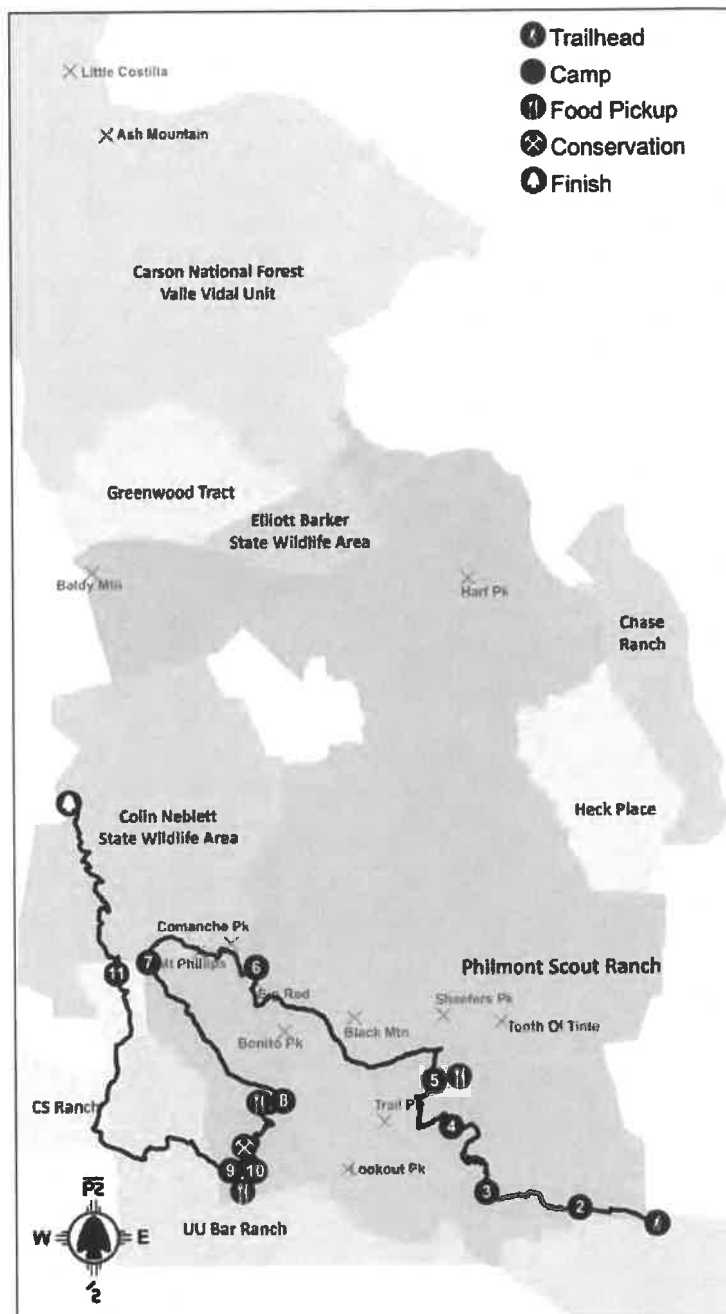 Trailhead
Camp
Food Pickup
Conservation
Finish
Little Costilla
Ash Mountain
Carson National Forest
Valle Vidal Unit
Greenwood Tract
Elliott Barker
State Wildlife Area
Baldy Mtn
Hart Pk
Chase
Ranch
Heck Place
Colin Neblett
State Wildlife Area
Comanche Pk
7
Mt Phillips
6
11
Philmont Scout Ranch
Big Red
Shaefers Pk
Black Mtn
Tooth Of Time
Bonito Pk
5
CS Ranch
8
Trail P
4
9 10
Lookout Pk
3
2
UU Bar Ranch
W
E